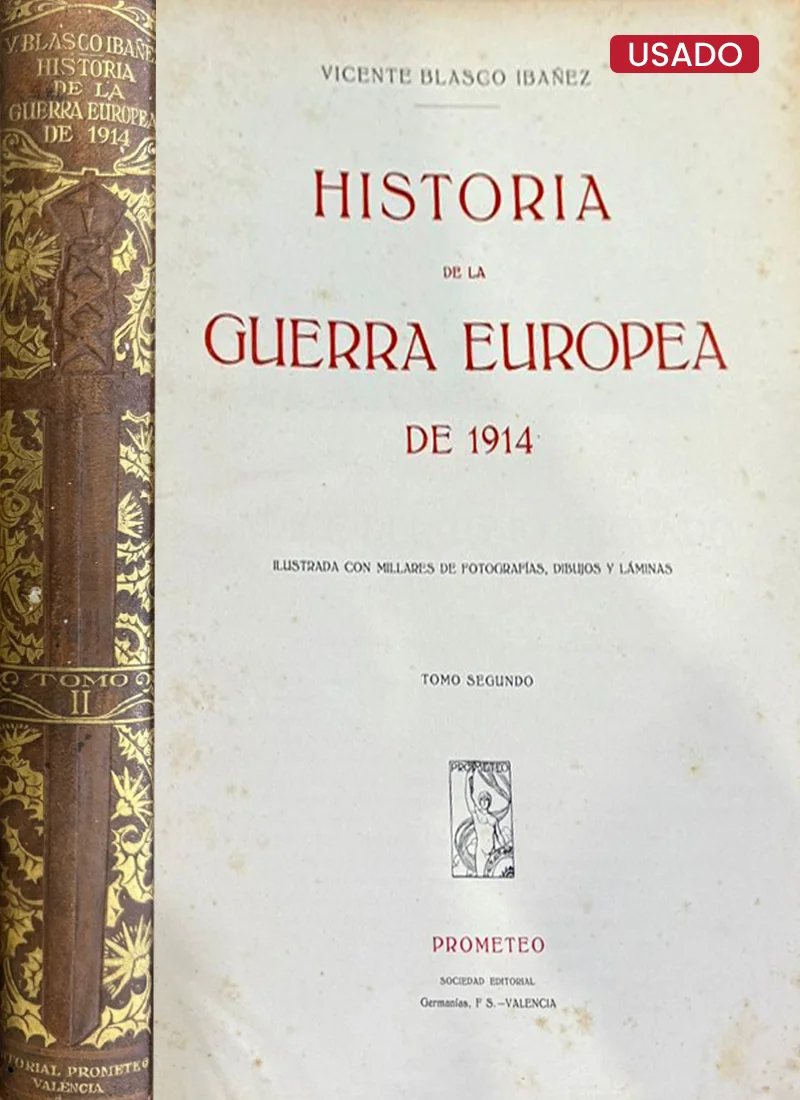 V. BLASCO IBAÑEZ
HISTORIA
DE LA
GUERRA EUROPEA
DE 1914
TOMO
II
TORIAL PROMETEO
VALENCIA
USADO
VICENTE BLASCO IBAÑEZ
HISTORIA
DE LA
GUERRA EUROPEA
DE 1914
ILUSTRADA CON MILLARES DE FOTOGRAFÍAS, DIBUJOS Y LÁMINAS
TOMO SEGUNDO
PROMETEO
PROMETEO
SOCIEDAD EDITORIAL
Germanías, F S.–VALENCIA